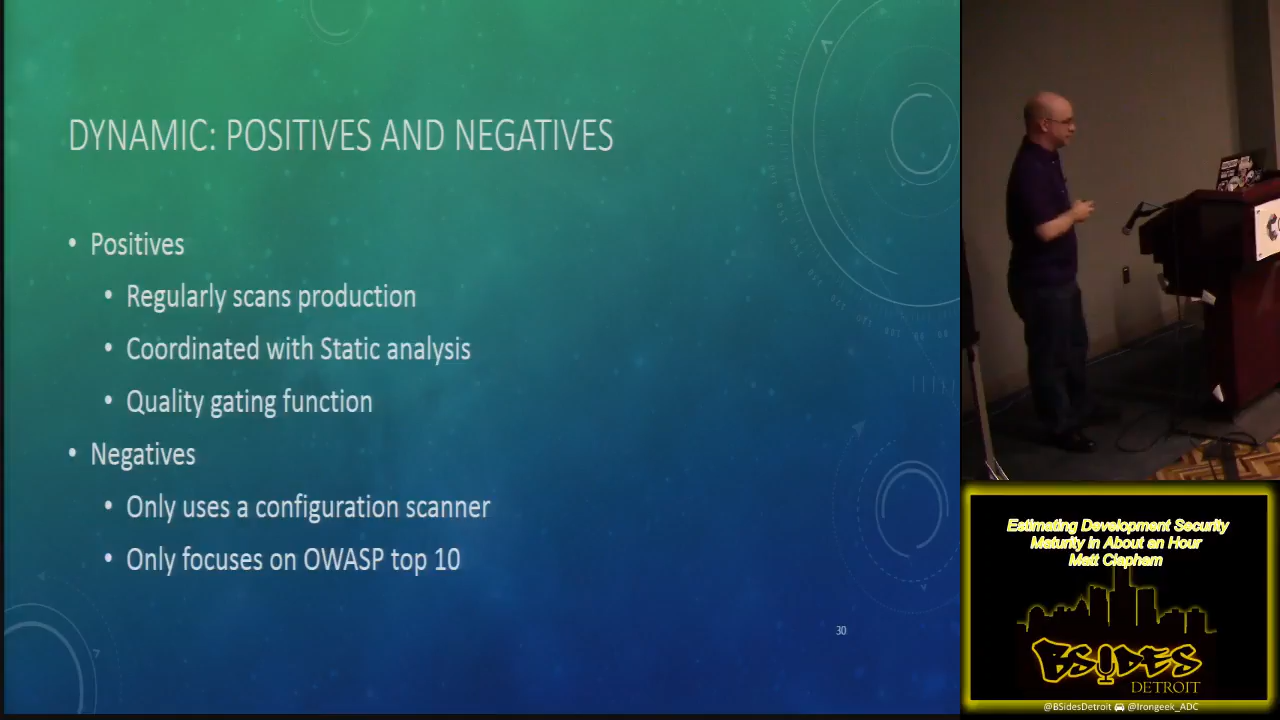 DYNAMIC: POSITIVES AND NEGATIVES
• Positives
• Regularly scans production
• Coordinated with Static analysis
• Quality gating function
• Negatives
• Only uses a configuration scanner
• Only focuses on OWASP top 10
30
Estimating Development Security
Maturity in About an Hour
Matt Clapham
BSIDES
DETROIT
@BSidesDetroit @Irongeek_ADC